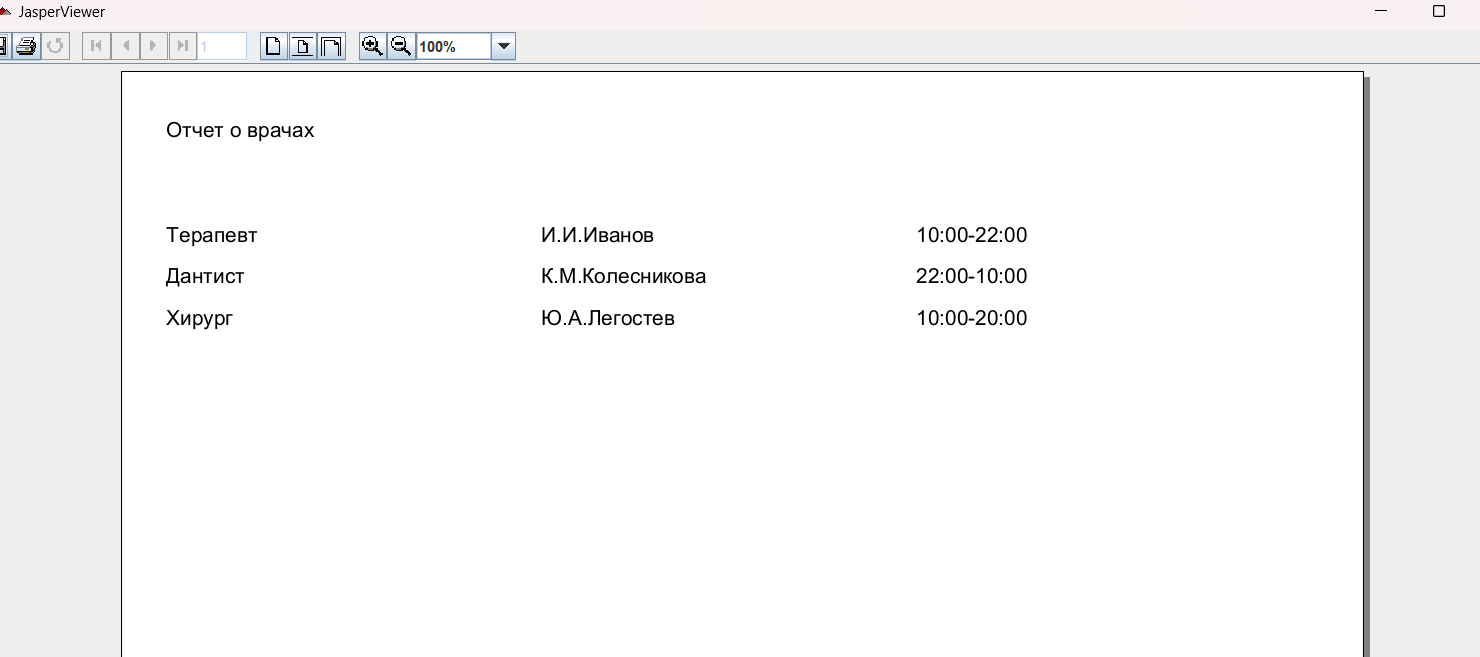 JasperViewer
1
100%
Отчет о врачах
Терапевт И.И.Иванов 10:00-22:00
Дантист К.М.Колесникова 22:00-10:00
Хирург Ю.А.Легостев 10:00-20:00